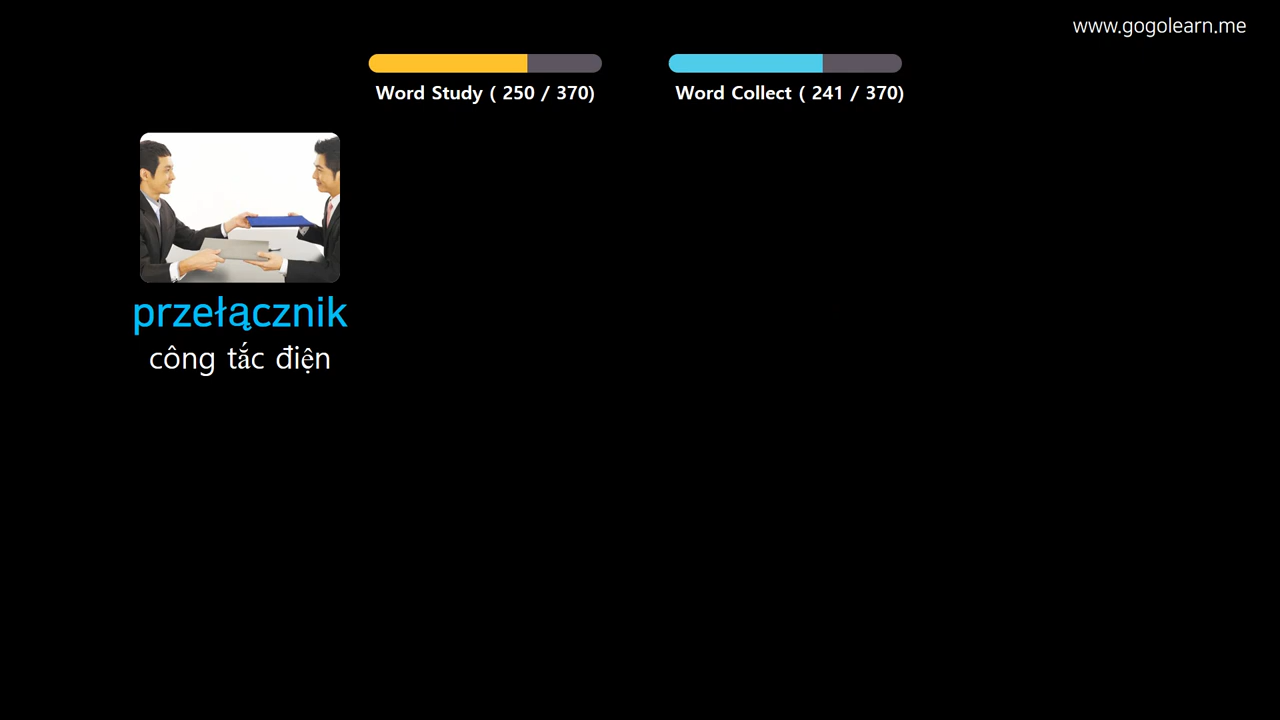 www.gogolearn.me
Word Study ( 250 / 370)
Word Collect ( 241 / 370)
przełącznik
công tắc điện